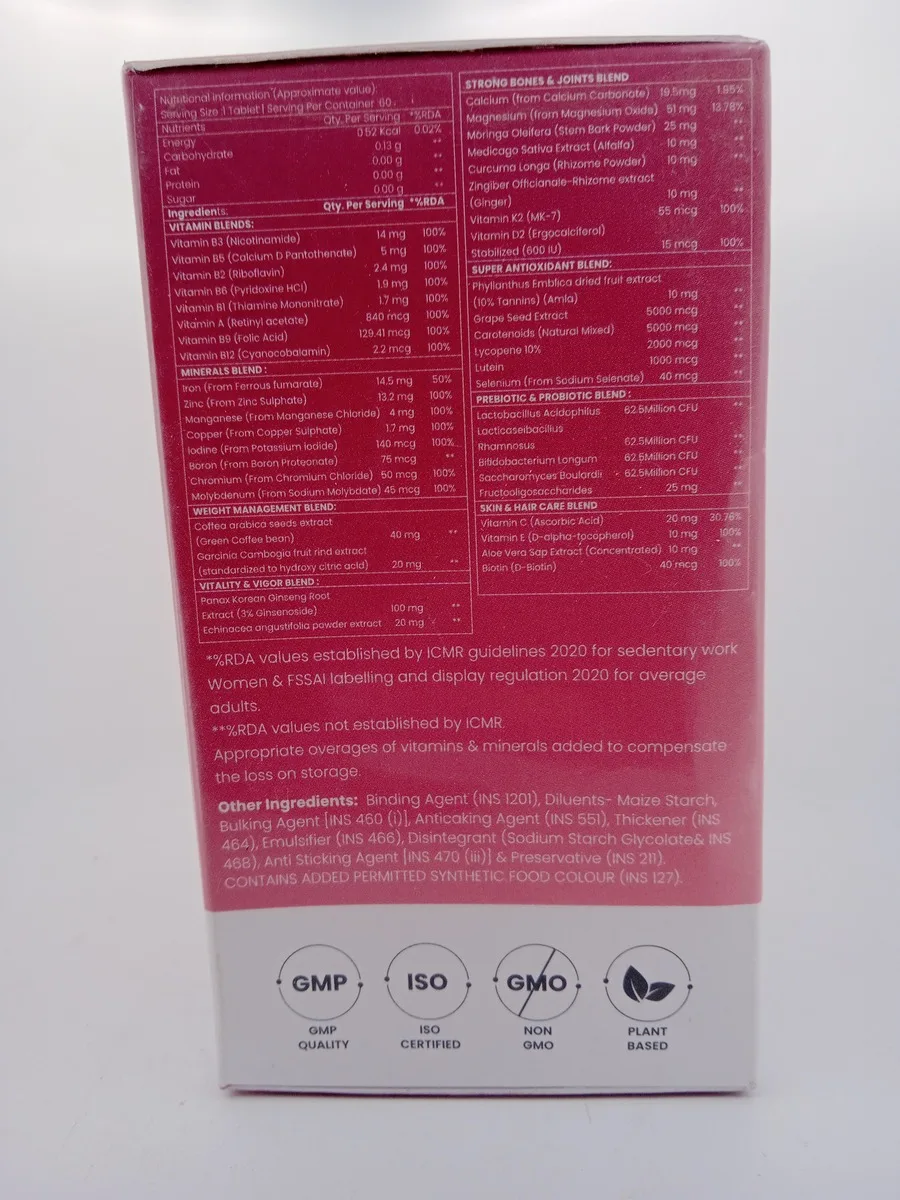 Nutritional information (Approximate value):
Serving Size 1 Tablet | Serving Per Container 60.
Nutrients Qty. Per Serving *%RDA
Energy 0.52 Kcal 0.02%
Carbohydrate 0.13 g **
Fat 0.00 g **
Protein 0.00 g **
Sugar 0.00 g **
Ingredients. Qty. Per Serving *%RDA
VITAMIN BLENDS:
Vitamin B3 (Nicotinamide) 14 mg 100%
Vitamin B5 (Calcium D Pantothenate) 5 mg 100%
Vitamin B2 (Riboflavin) 2.4 mg 100%
Vitamin B6 (Pyridoxine HCl) 1.9 mg 100%
Vitamin B1 (Thiamine Mononitrate) 1.7 mg 100%
Vitamin A (Retinyl acetate) 840 mcg 100%
Vitamin B9 (Folic Acid) 129.41 mcg 100%
Vitamin B12 (Cyanocobalamin) 2.2 mcg 100%
MINERALS BLEND :
Iron (From Ferrous fumarate) 14.5 mg 50%
Zinc (From Zinc Sulphate) 13.2 mg 100%
Manganese (From Manganese Chloride) 4 mg 100%
Copper (From Copper Sulphate) 1.7 mg 100%
Iodine (From Potassium iodide) 140 mcg 100%
Boron (From Boron Proteonate) 75 mcg **
Chromium (From Chromium Chloride) 50 mcg 100%
Molybdenum (From Sodium Molybdate) 45 mcg 100%
WEIGHT MANAGEMENT BLEND:
Coffea arabica seeds extract
(Green Coffee bean) 40 mg **
Garcinia Cambogia fruit rind extract
(standardized to hydroxy citric acid) 20 mg **
VITALITY & VIGOR BLEND :
Panax Korean Ginseng Root
Extract (3% Ginsenoside) 100 mg **
Echinacea angustifolia powder extract 20 mg **
STRONG BONES & JOINTS BLEND
Calcium (from Calcium Carbonate) 19.5mg 1.95%
Magnesium (from Magnesium Oxide) 51 mg 13.78%
Moringa Oleifera (Stem Bark Powder) 25 mg **
Medicago Sativa Extract (Alfalfa) 10 mg **
Curcuma Longa (Rhizome Powder) 10 mg **
Zingiber Officianale-Rhizome extract
(Ginger) 10 mg **
Vitamin K2 (MK-7) 55 mcg 100%
Vitamin D2 (Ergocalciferol)
Stabilized (600 IU) 15 mcg 100%
SUPER ANTIOXIDANT BLEND:
Phyllanthus Emblica dried fruit extract
(10% Tannins) (Amla) 10 mg **
Grape Seed Extract 5000 mcg **
Carotenoids (Natural Mixed) 5000 mcg **
Lycopene 10% 2000 mcg **
Lutein 1000 mcg **
Selenium (From Sodium Selenate) 40 mcg **
PREBIOTIC & PROBIOTIC BLEND :
Lactobacillus Acidophilus 62.5Million CFU **
Lacticaseibacillus
Rhamnosus 62.5Million CFU **
Bifidobacterium Longum 62.5Million CFU **
Saccharomyces Boulardii 62.5Million CFU **
Fructooligosaccharides 25 mg **
SKIN & HAIR CARE BLEND
Vitamin C (Ascorbic Acid) 20 mg 30.76%
Vitamin E (D-alpha-tocopherol) 10 mg 100%
Aloe Vera Sap Extract (Concentrated) 10 mg **
Biotin (D-Biotin) 40 mcg 100%
*%RDA values established by ICMR guidelines 2020 for sedentary work
Women & FSSAI labelling and display regulation 2020 for average
adults.
**%RDA values not established by ICMR.
Appropriate overages of vitamins & minerals added to compensate
the loss on storage.
Other Ingredients: Binding Agent (INS 1201), Diluents- Maize Starch,
Bulking Agent [INS 460 (i)], Anticaking Agent (INS 551), Thickener (INS
464), Emulsifier (INS 466), Disintegrant (Sodium Starch Glycolate& INS
468), Anti Sticking Agent [INS 470 (iii)] & Preservative (INS 211).
CONTAINS ADDED PERMITTED SYNTHETIC FOOD COLOUR (INS 127).
GMP ISO GMO
GMP ISO NON PLANT
QUALITY CERTIFIED GMO BASED